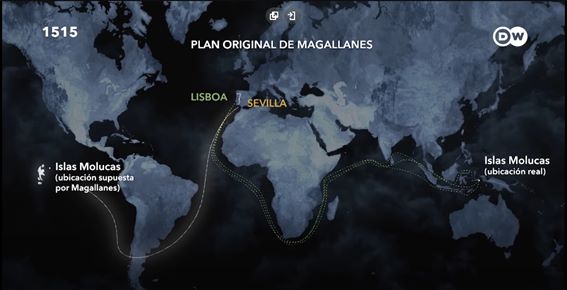 1515
PLAN ORIGINAL DE MAGALLANES
DW
LISBOA
SEVILLA
Islas Molucas
(ubicación supuesta
por Magallanes)
Islas Molucas
(ubicación real)